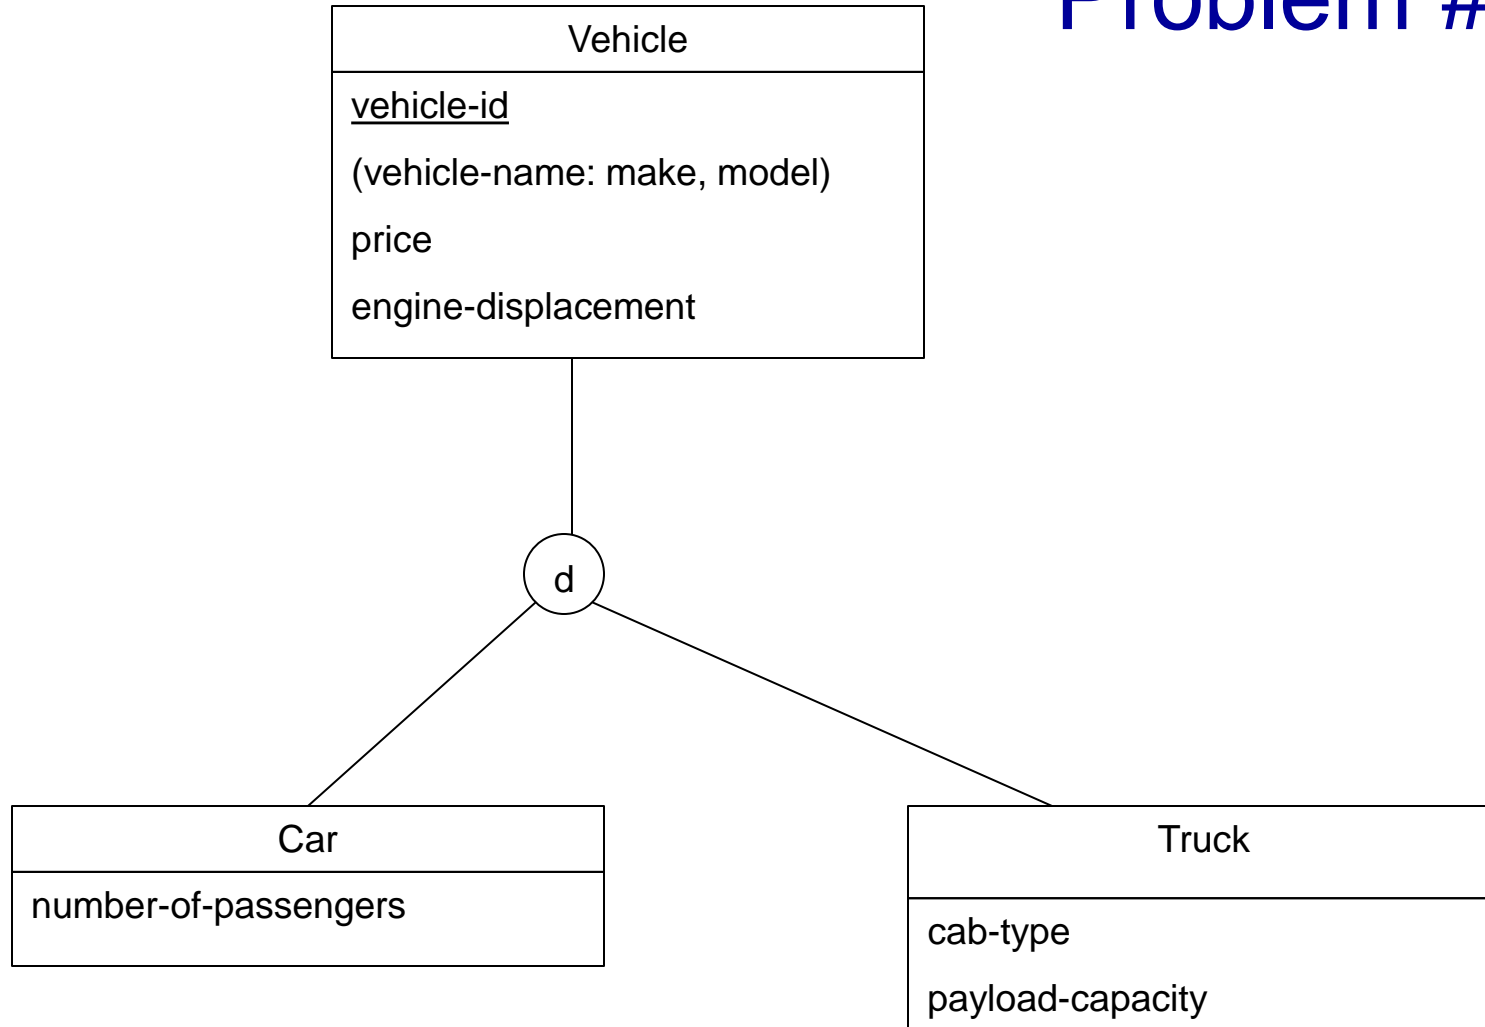 Problem #
Vehicle
vehicle-id
(vehicle-name: make, model)
price
engine-displacement
d
Car
number-of-passengers
Truck
cab-type
payload-capacity